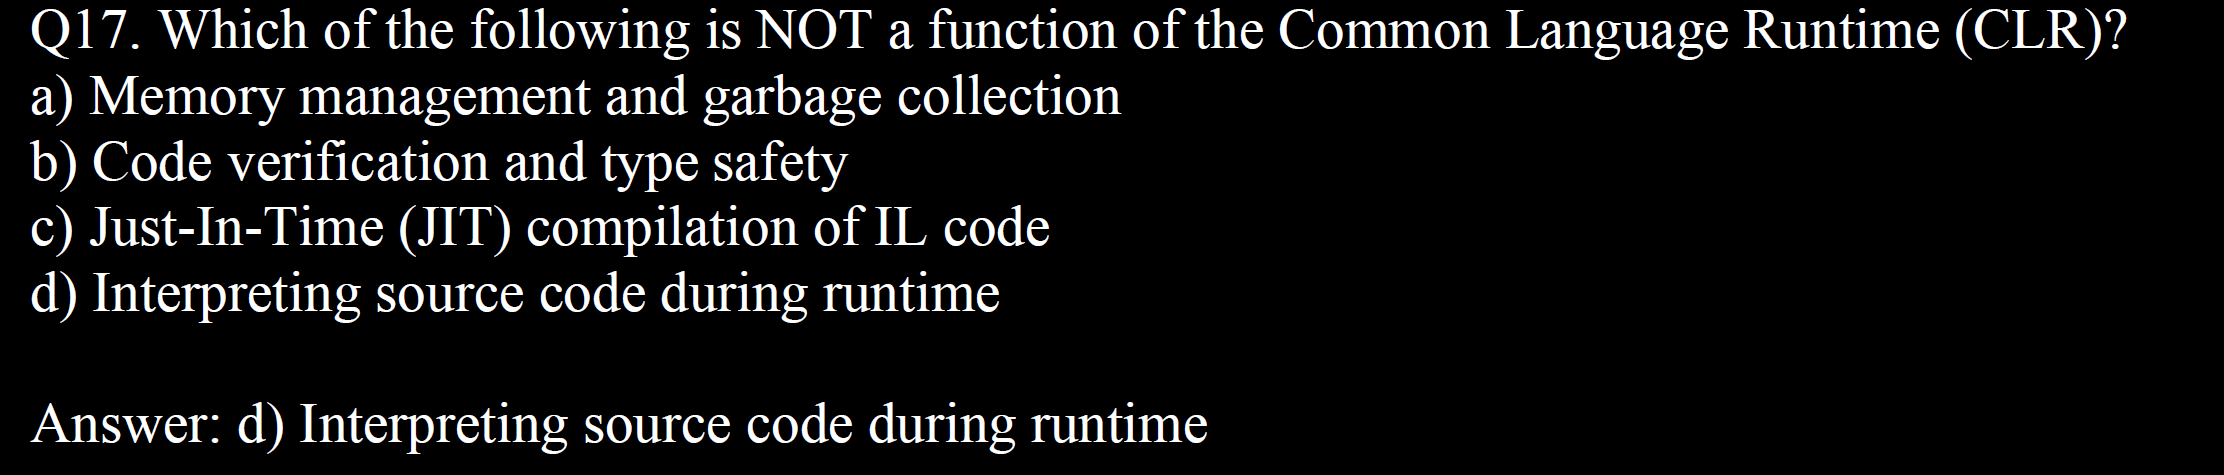 Q17. Which of the following is NOT a function of the Common Language Runtime (CLR)?
a) Memory management and garbage collection
b) Code verification and type safety
c) Just-In-Time (JIT) compilation of IL code
d) Interpreting source code during runtime
Answer: d) Interpreting source code during runtime